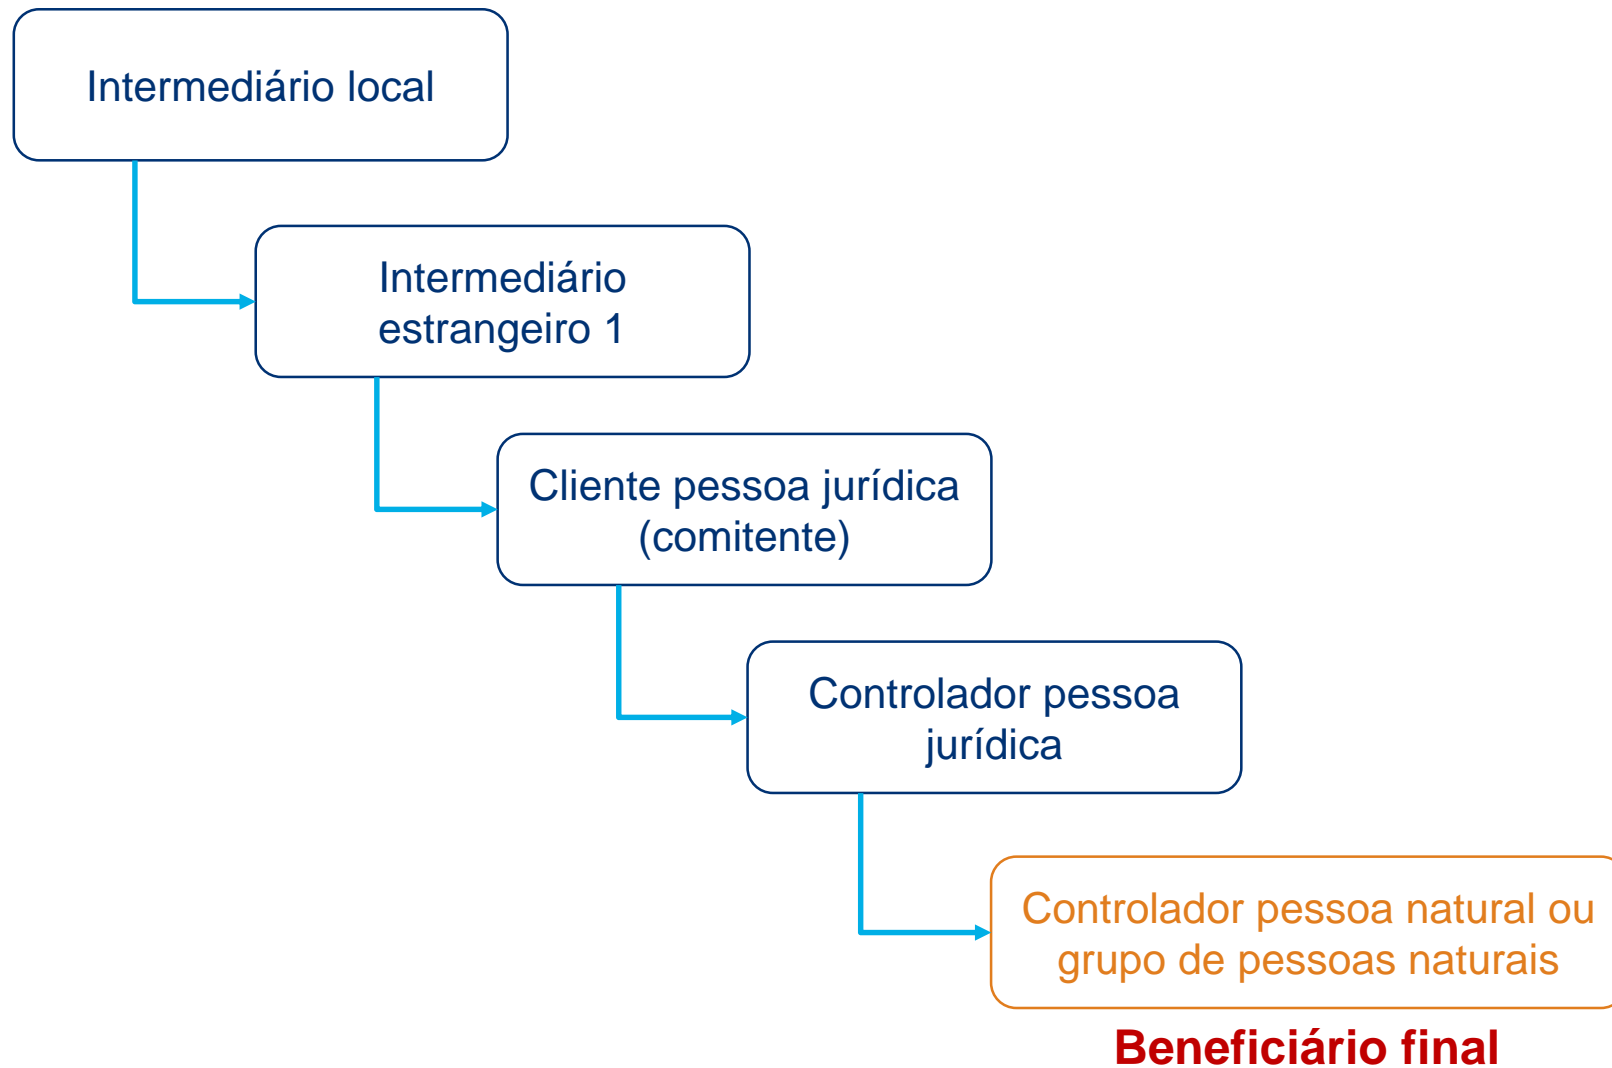 Intermediário local
Intermediário
estrangeiro 1
Cliente pessoa jurídica
(comitente)
Controlador pessoa
jurídica
Controlador pessoa natural ou
grupo de pessoas naturais
Beneficiário final